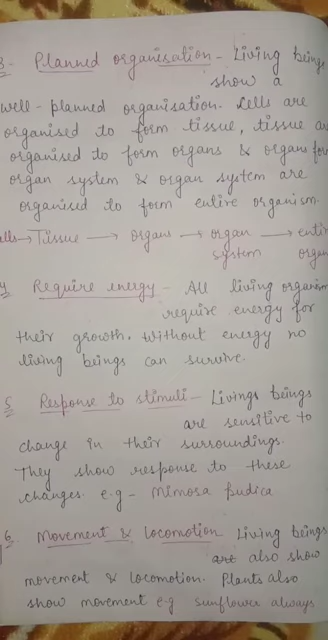 3. Planned organisation - Living beings
show a
well-planned organisation. Cells are
organised to form tissue, tissue are
organised to form organs & organs form
organ system & organ system are
organised to form entire organism.
cells → Tissue → organs → organ → entire
system organ
4 Require energy - All living organism
require energy for
their growth. Without energy no
living beings can survive.
5 Response to stimuli - Livings beings
are sensitive to
change in their surroundings.
They show response to these
changes. e.g - Mimosa pudica
6. Movement & locomotion Living beings
also show
movement & locomotion. Plants also
show movement e.g sunflower always